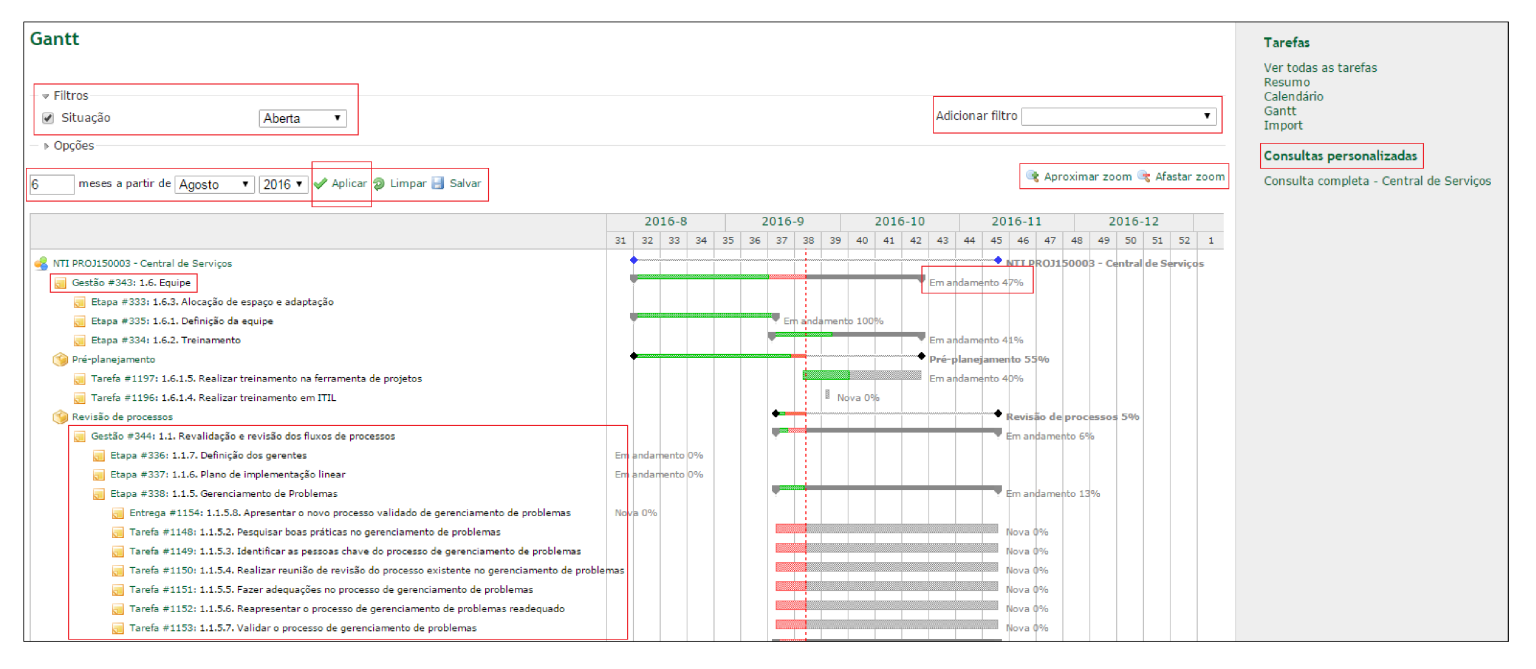 Gantt
Filtros
Situação Aberta
Adicionar filtro
Opções
6 meses a partir de Agosto 2016 Aplicar Limpar Salvar
Aproximar zoom Afastar zoom
2016-8 2016-9 2016-10 2016-11 2016-12
31 32 33 34 35 36 37 38 39 40 41 42 43 44 45 46 47 48 49 50 51 52 1
NTI PROJ150003 - Central de Serviços NTI PROJ150003 - Central de Serviços
Gestão #343: 1.6. Equipe Em andamento 47%
Etapa #333: 1.6.3. Alocação de espaço e adaptação
Etapa #335: 1.6.1. Definição da equipe Em andamento 100%
Etapa #334: 1.6.2. Treinamento Em andamento 41%
Pré-planejamento Pré-planejamento 55%
Tarefa #1197: 1.6.1.5. Realizar treinamento na ferramenta de projetos Em andamento 40%
Tarefa #1196: 1.6.1.4. Realizar treinamento em ITIL Nova 0%
Revisão de processos Revisão de processos 5%
Gestão #344: 1.1. Revalidação e revisão dos fluxos de processos Em andamento 6%
Etapa #336: 1.1.7. Definição dos gerentes Em andamento 0%
Etapa #337: 1.1.6. Plano de implementação linear Em andamento 0%
Etapa #338: 1.1.5. Gerenciamento de Problemas Em andamento 13%
Entrega #1154: 1.1.5.8. Apresentar o novo processo validado de gerenciamento de problemas Nova 0%
Tarefa #1148: 1.1.5.2. Pesquisar boas práticas no gerenciamento de problemas Nova 0%
Tarefa #1149: 1.1.5.3. Identificar as pessoas chave do processo de gerenciamento de problemas Nova 0%
Tarefa #1150: 1.1.5.4. Realizar reunião de revisão do processo existente no gerenciamento de problemas Nova 0%
Tarefa #1151: 1.1.5.5. Fazer adequações no processo de gerenciamento de problemas Nova 0%
Tarefa #1152: 1.1.5.6. Reapresentar o processo de gerenciamento de problemas readequado Nova 0%
Tarefa #1153: 1.1.5.7. Validar o processo de gerenciamento de problemas Nova 0%
Tarefas
Ver todas as tarefas
Resumo
Calendário
Gantt
Import
Consultas personalizadas
Consulta completa - Central de Serviços